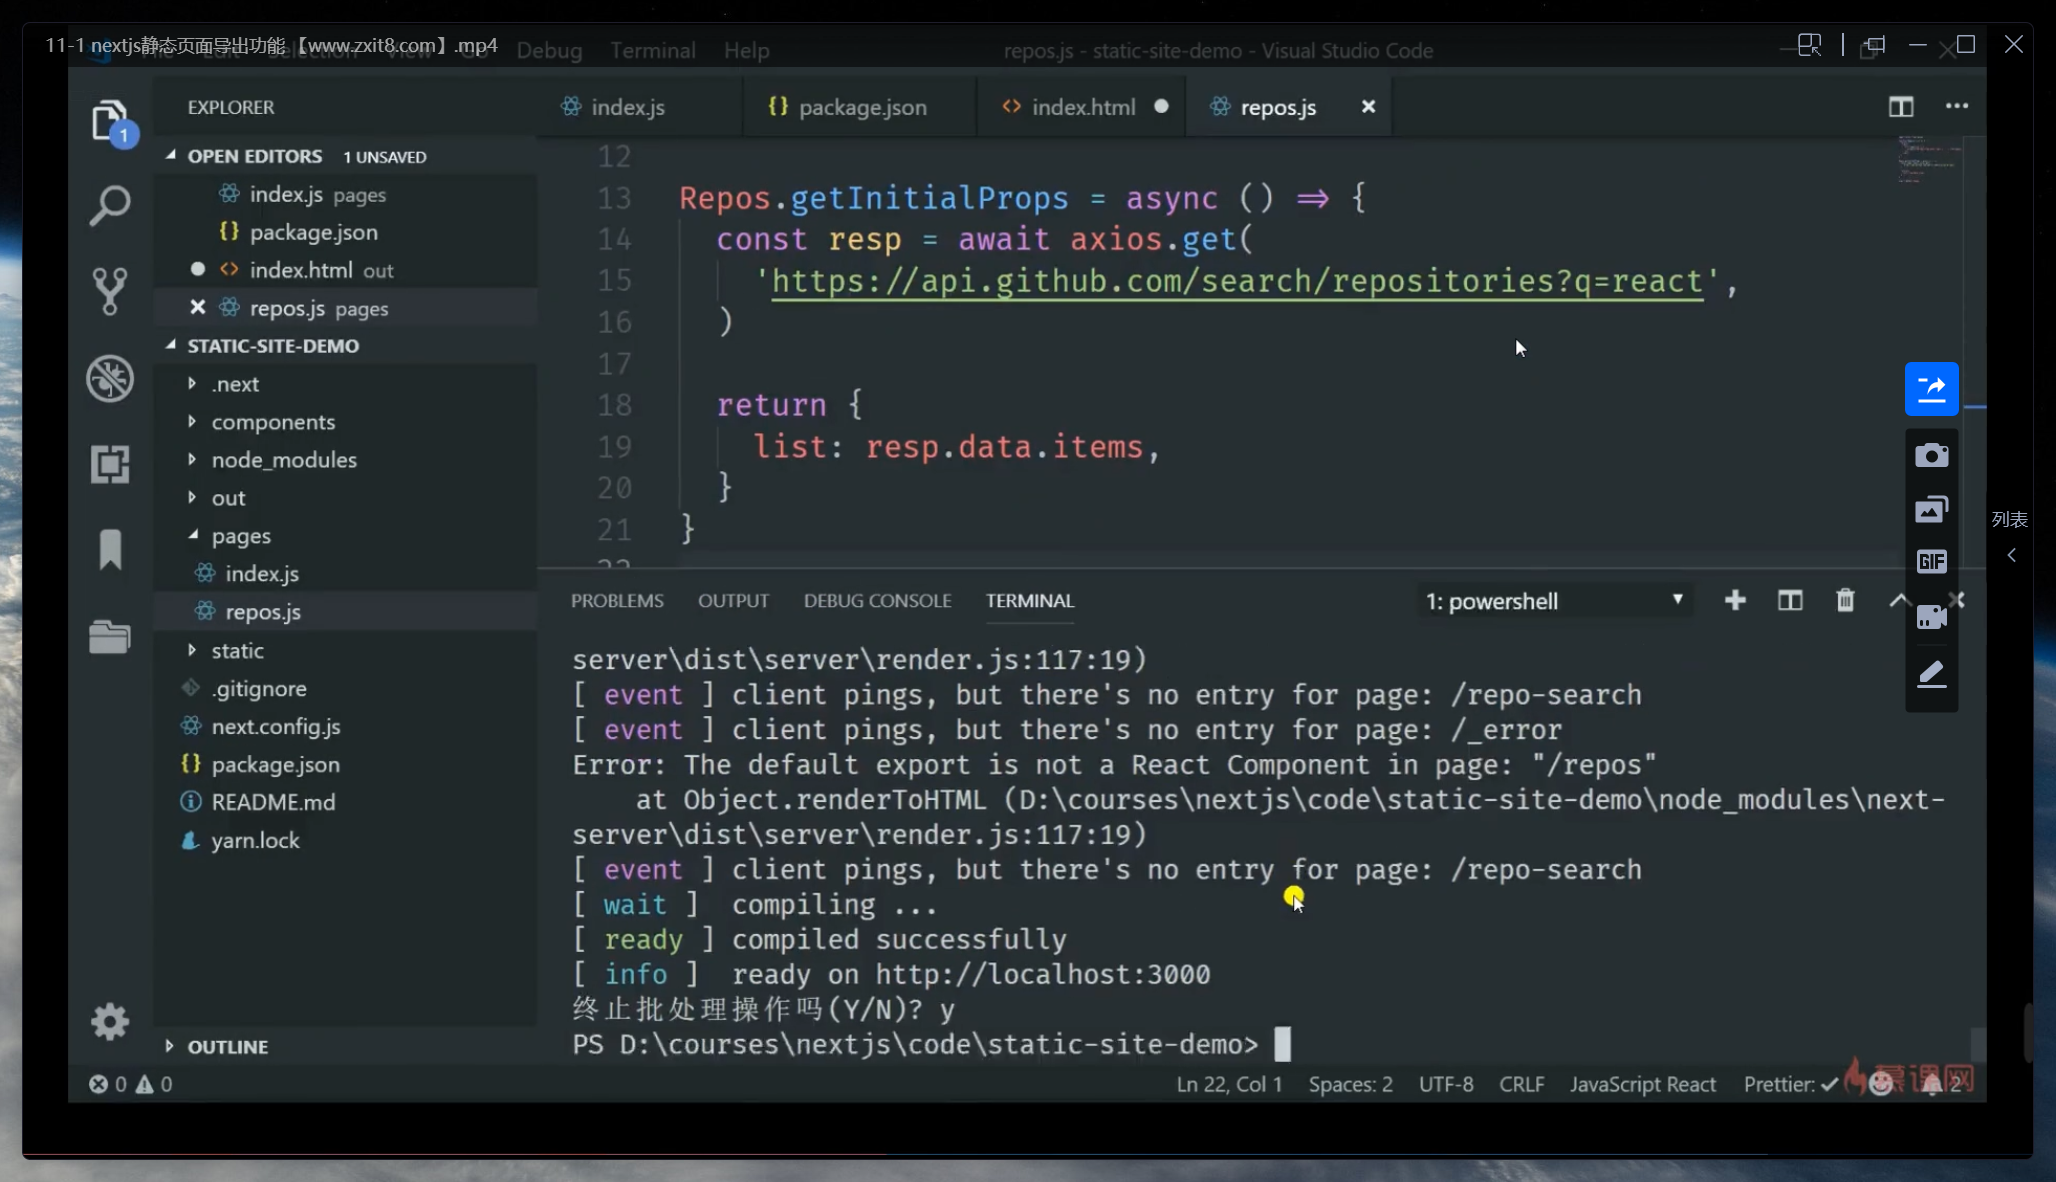 11-1 nextjs静态页面导出功能【www.zxit8.com】.mp4
Debug Terminal Help
repos.js - static-site-demo - Visual Studio Code
EXPLORER
index.js
package.json
index.html
repos.js
1
OPEN EDITORS 1 UNSAVED
index.js pages
package.json
index.html out
repos.js pages
STATIC-SITE-DEMO
.next
components
node_modules
out
pages
index.js
repos.js
static
.gitignore
next.config.js
package.json
README.md
yarn.lock
OUTLINE
12
13 Repos.getInitialProps = async () => {
14 const resp = await axios.get(
15 'https://api.github.com/search/repositories?q=react',
16 )
17
18 return {
19 list: resp.data.items,
20 }
21 }
22
列表
GIF
PROBLEMS OUTPUT DEBUG CONSOLE TERMINAL
1: powershell
server\dist\server\render.js:117:19)
[ event ] client pings, but there's no entry for page: /repo-search
[ event ] client pings, but there's no entry for page: /_error
Error: The default export is not a React Component in page: "/repos"
at Object.renderToHTML (D:\courses\nextjs\code\static-site-demo\node_modules\next-
server\dist\server\render.js:117:19)
[ event ] client pings, but there's no entry for page: /repo-search
[ wait ] compiling ...
[ ready ] compiled successfully
[ info ] ready on http://localhost:3000
终止批处理操作吗(Y/N)? y
PS D:\courses\nextjs\code\static-site-demo>
0 0
Ln 22, Col 1 Spaces: 2 UTF-8 CRLF JavaScript React Prettier: ✓ 2
慕课网